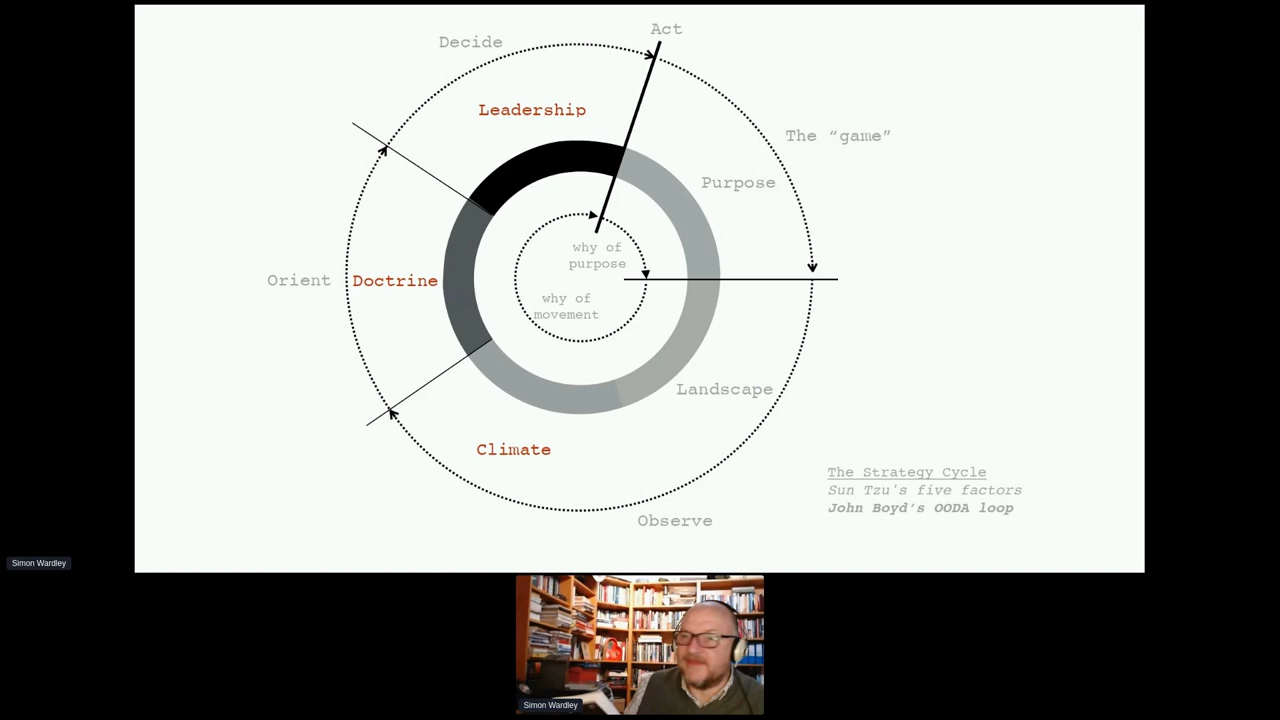 Act
Decide
Leadership
The “game”
Purpose
why of
purpose
Orient
Doctrine
why of
movement
Landscape
Climate
The Strategy Cycle
Sun Tzu's five factors
John Boyd’s OODA loop
Observe
Simon Wardley
Simon Wardley